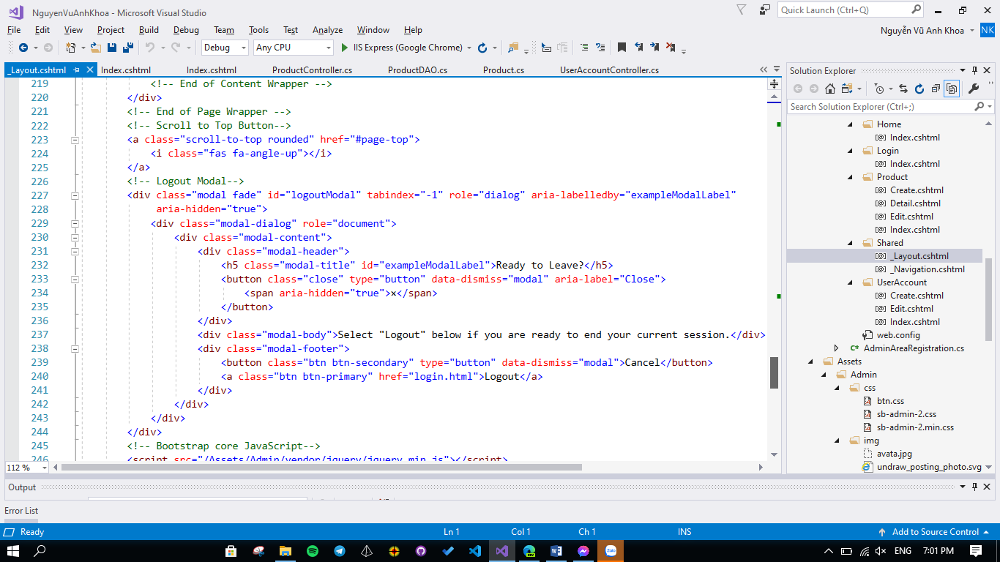 NguyenVuAnhKhoa - Microsoft Visual Studio
Quick Launch (Ctrl+Q)
File Edit View Project Build Debug Team Tools Test Analyze Window Help
Nguyễn Vũ Anh Khoa NK
Debug Any CPU IIS Express (Google Chrome)
_Layout.cshtml Index.cshtml Index.cshtml ProductController.cs ProductDAO.cs Product.cs UserAccountController.cs
219 <!-- End of Content Wrapper -->
220 </div>
221 <!-- End of Page Wrapper -->
222 <!-- Scroll to Top Button-->
223 <a class="scroll-to-top rounded" href="#page-top">
224 <i class="fas fa-angle-up"></i>
225 </a>
226 <!-- Logout Modal-->
227 <div class="modal fade" id="logoutModal" tabindex="-1" role="dialog" aria-labelledby="exampleModalLabel"
228 aria-hidden="true">
229 <div class="modal-dialog" role="document">
230 <div class="modal-content">
231 <div class="modal-header">
232 <h5 class="modal-title" id="exampleModalLabel">Ready to Leave?</h5>
233 <button class="close" type="button" data-dismiss="modal" aria-label="Close">
234 <span aria-hidden="true">×</span>
235 </button>
236 </div>
237 <div class="modal-body">Select "Logout" below if you are ready to end your current session.</div>
238 <div class="modal-footer">
239 <button class="btn btn-secondary" type="button" data-dismiss="modal">Cancel</button>
240 <a class="btn btn-primary" href="login.html">Logout</a>
241 </div>
242 </div>
243 </div>
244 </div>
245 <!-- Bootstrap core JavaScript-->
246 <script src="/Assets/Admin/vendor/jquery/jquery.min.js"></script>
112 %
Solution Explorer
Search Solution Explorer (Ctrl+;)
Home
Index.cshtml
Login
Index.cshtml
Product
Create.cshtml
Detail.cshtml
Edit.cshtml
Index.cshtml
Shared
_Layout.cshtml
_Navigation.cshtml
UserAccount
Create.cshtml
Edit.cshtml
Index.cshtml
web.config
C# AdminAreaRegistration.cs
Assets
Admin
css
btn.css
sb-admin-2.css
sb-admin-2.min.css
img
avata.jpg
undraw_posting_photo.svg
Output
Error List
Ready Ln 1 Col 1 Ch 1 INS Add to Source Control
DEV Zalo ENG 7:01 PM